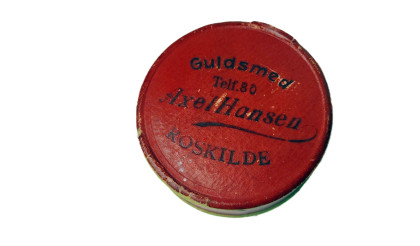 Guldsmed
Telf. 80
Axel Hansen
ROSKILDE